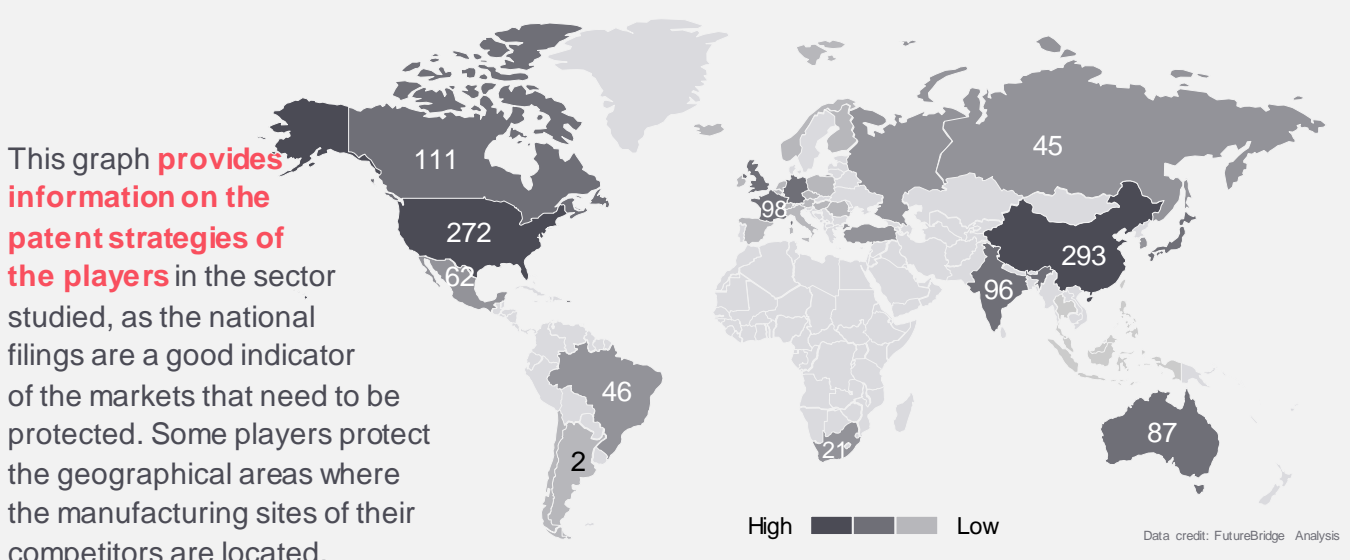 This graph provides
information on the
patent strategies of
the players in the sector
studied, as the national
filings are a good indicator
of the markets that need to be
protected. Some players protect
the geographical areas where
the manufacturing sites of their
competitors are located.
111
272
62
46
2
98
45
293
96
21
87
High
Low
Data credit: FutureBridge Analysis